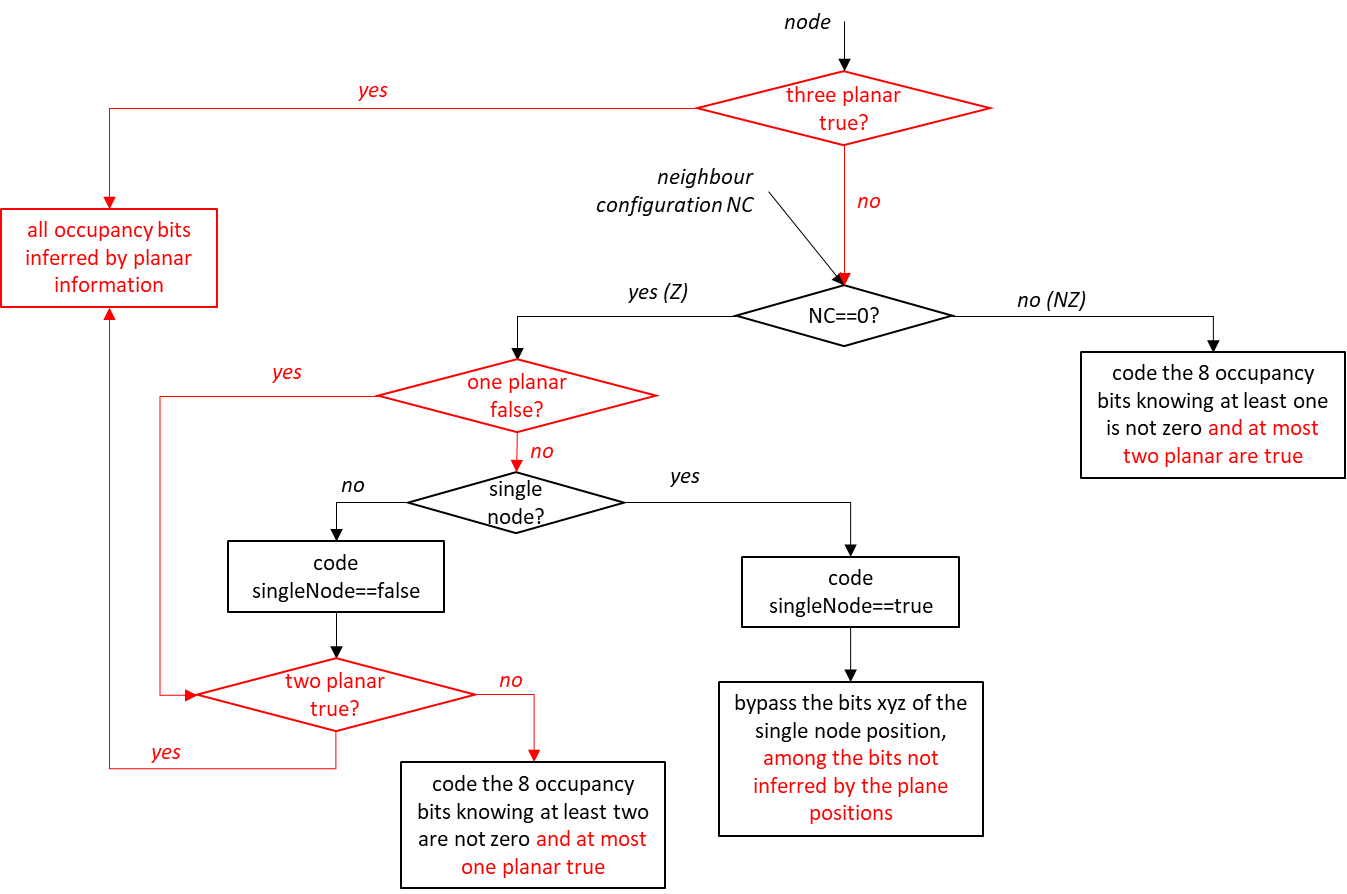 node
three planar
true?
yes
neighbour
configuration NC
no
all occupancy bits
inferred by planar
information
yes (Z)
NC==0?
no (NZ)
code the 8 occupancy
bits knowing at least one
is not zero and at most
two planar are true
yes
one planar
false?
no
no
single
node?
yes
code
singleNode==false
code
singleNode==true
two planar
true?
no
yes
bypass the bits xyz of the
single node position,
among the bits not
inferred by the plane
positions
code the 8 occupancy
bits knowing at least two
are not zero and at most
one planar true